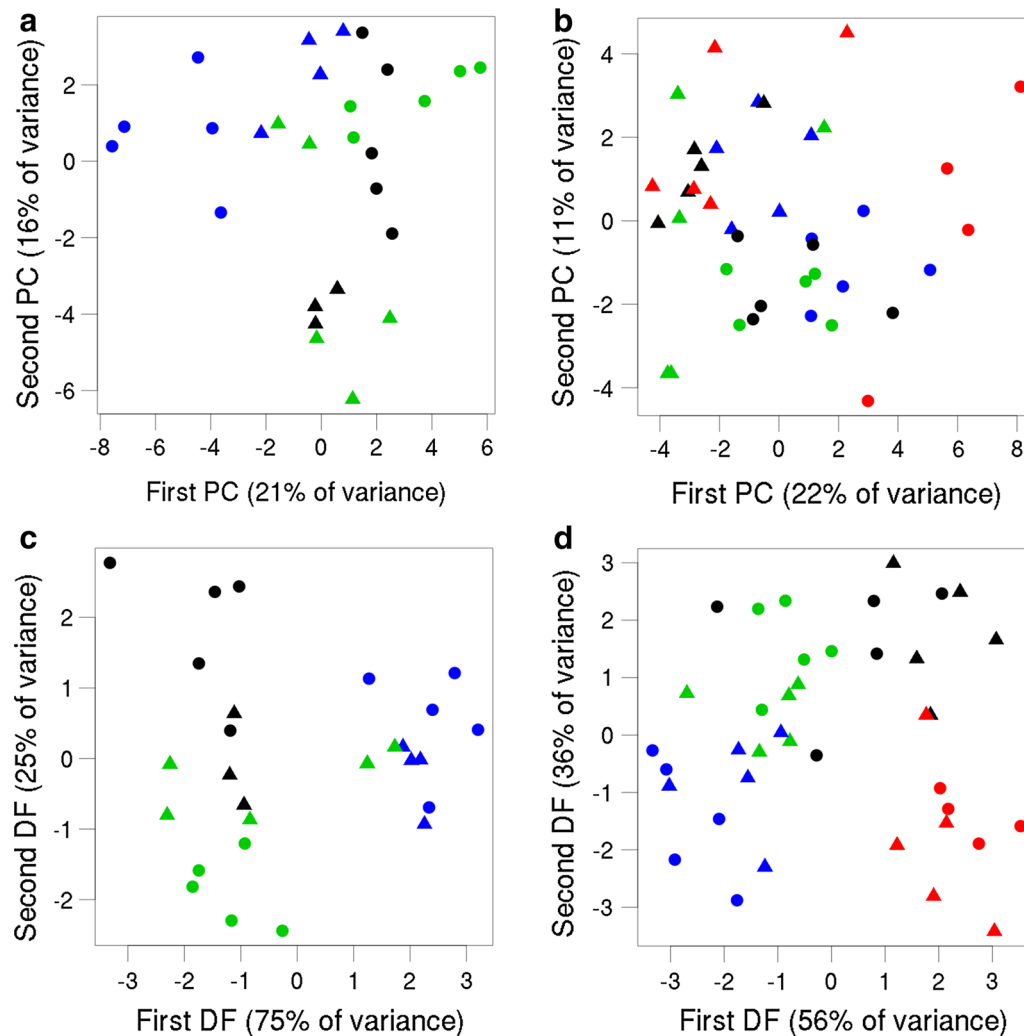 a
Second PC (16% of variance)
2
0
-2
-4
-6
-8 -6 -4 -2 0 2 4 6
First PC (21% of variance)
b
Second PC (11% of variance)
4
2
0
-2
-4
-4 -2 0 2 4 6 8
First PC (22% of variance)
c
Second DF (25% of variance)
2
1
0
-1
-2
-3 -2 -1 0 1 2 3
First DF (75% of variance)
d
Second DF (36% of variance)
3
2
1
0
-1
-2
-3
-3 -2 -1 0 1 2 3
First DF (56% of variance)